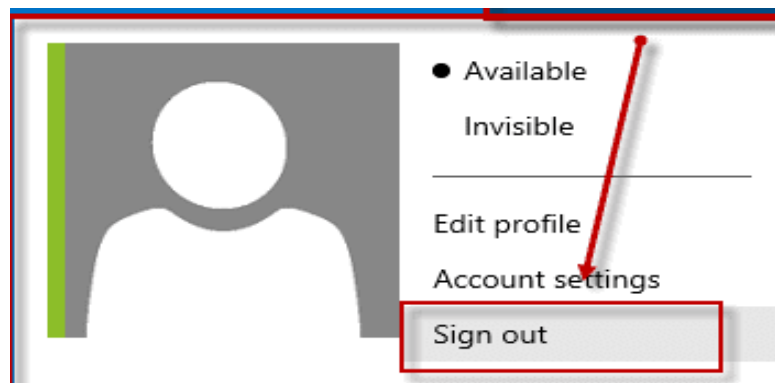 Available
Invisible
Edit profile
Account settings
Sign out